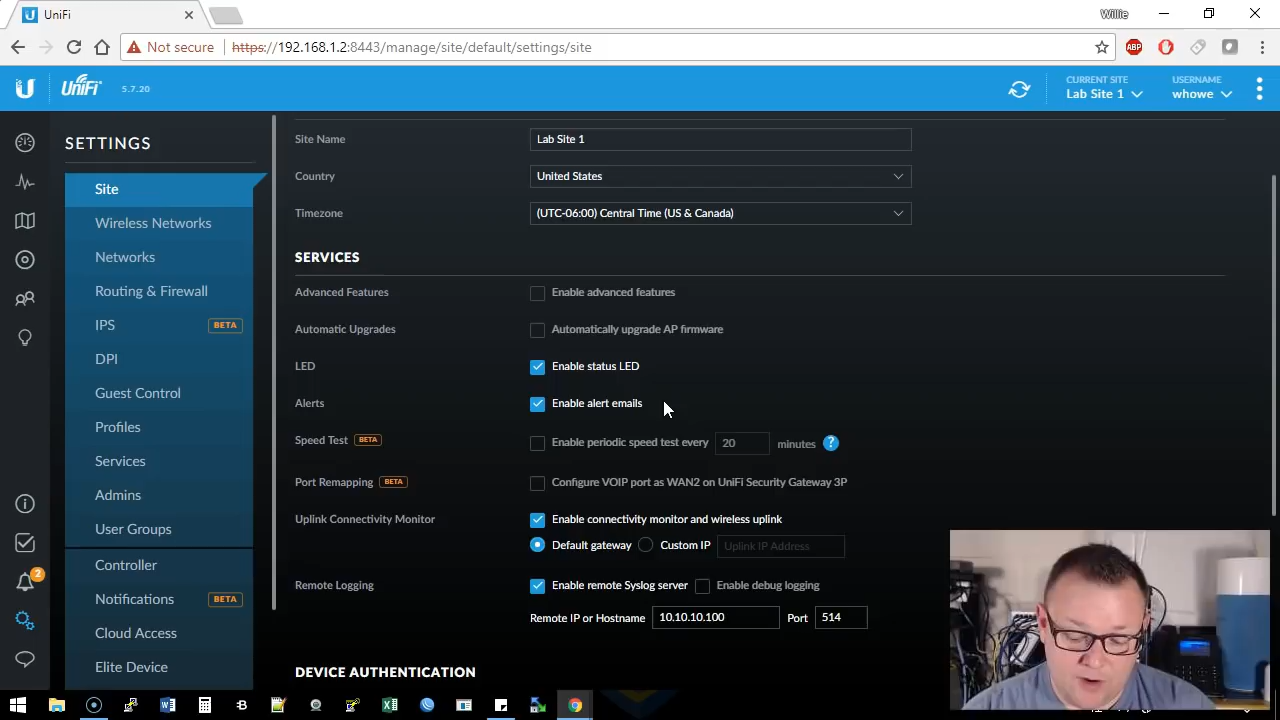 UniFi
Willie
Not secure
https://192.168.1.2:8443/manage/site/default/settings/site
ABP
UniFi
5.7.20
CURRENT SITE
Lab Site 1
USERNAME
whowe
SETTINGS
Site
Wireless Networks
Networks
Routing & Firewall
IPS BETA
DPI
Guest Control
Profiles
Services
Admins
User Groups
Controller
Notifications BETA
Cloud Access
Elite Device
2
Site Name Lab Site 1
Country United States
Timezone (UTC-06:00) Central Time (US & Canada)
SERVICES
Advanced Features Enable advanced features
Automatic Upgrades Automatically upgrade AP firmware
LED Enable status LED
Alerts Enable alert emails
Speed Test BETA Enable periodic speed test every 20 minutes ?
Port Remapping BETA Configure VOIP port as WAN2 on UniFi Security Gateway 3P
Uplink Connectivity Monitor Enable connectivity monitor and wireless uplink
Default gateway Custom IP Uplink IP Address
Remote Logging Enable remote Syslog server Enable debug logging
Remote IP or Hostname 10.10.10.100 Port 514
DEVICE AUTHENTICATION